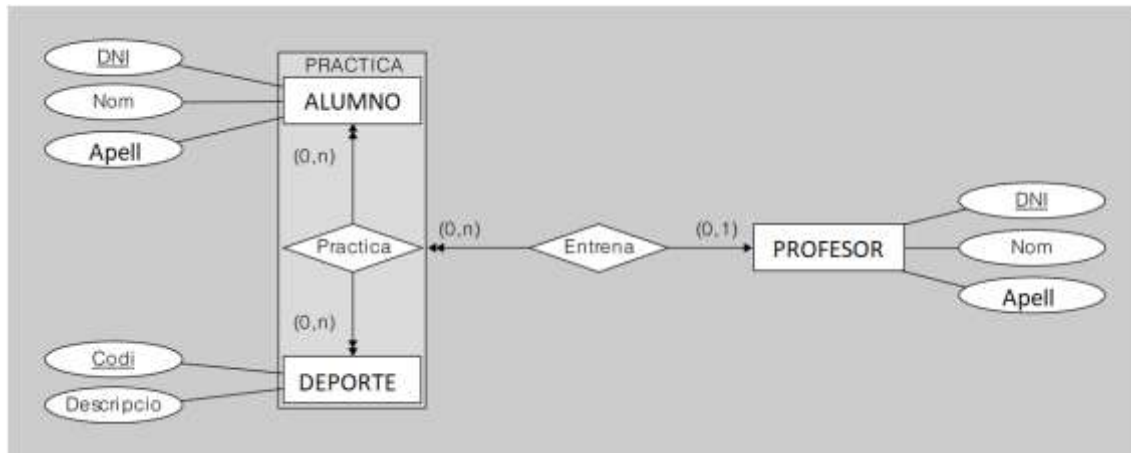 DNI
Nom
Apell
PRACTICA
ALUMNO
(0,n)
Practica
(0,n)
DEPORTE
Codi
Descripcio
(0,n)
Entrena
(0,1)
PROFESOR
DNI
Nom
Apell